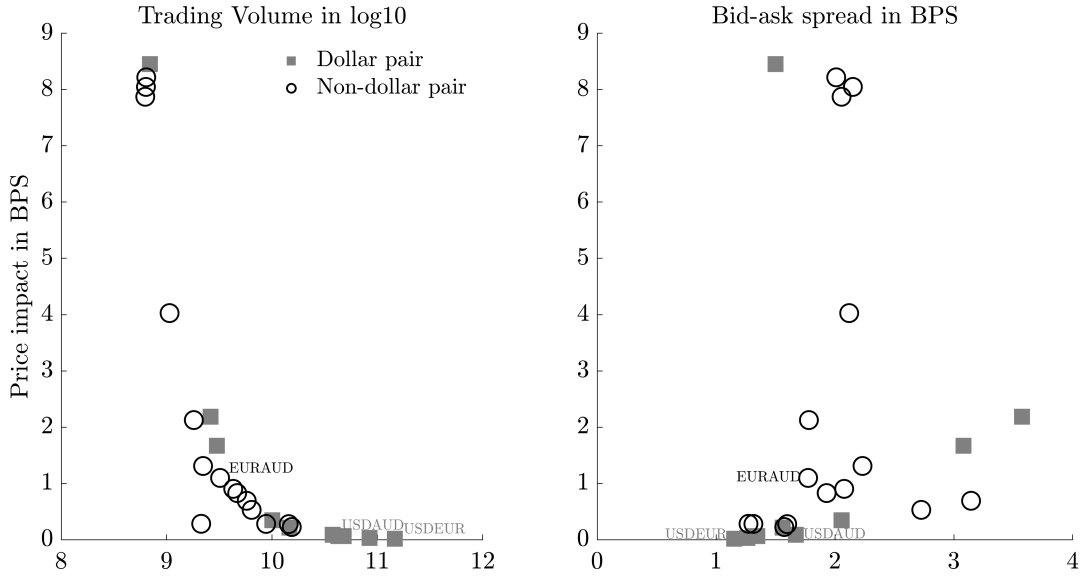 Trading Volume in log10
Bid-ask spread in BPS
Dollar pair
Non-dollar pair
Price impact in BPS
9
8
7
6
5
4
3
2
1
0
8
9
10
11
12
EURAUD
USDAUD
USDEUR
9
8
7
6
5
4
3
2
1
0
0
1
2
3
4
EURAUD
USDEUR
USDAUD